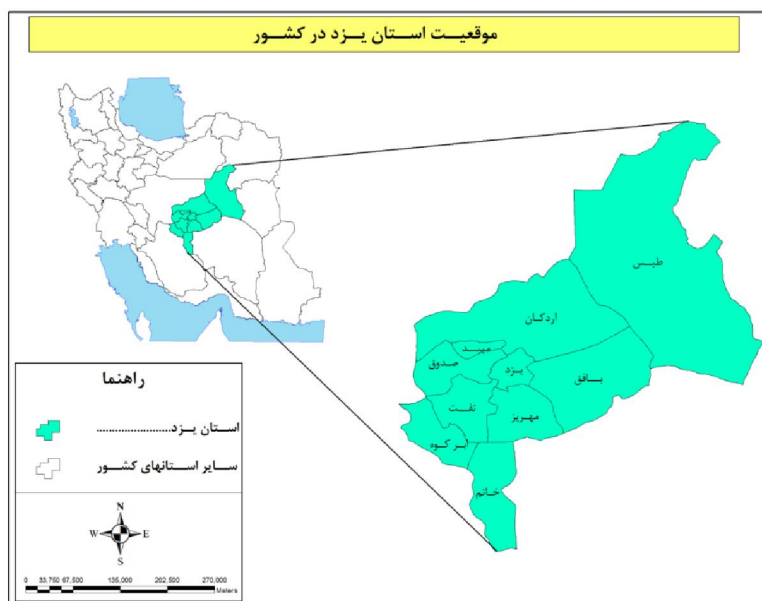 موقعیت استان یزد در کشور
طبس
اردکان
میبد
صدوق
یزد
بافق
تفت
مهریز
ابرکوه
خاتم
راهنما
استان یزد......................
سایر استانهای کشور
N
W E
S
0 33,750 67,500 135,000 202,500 270,000
Meters